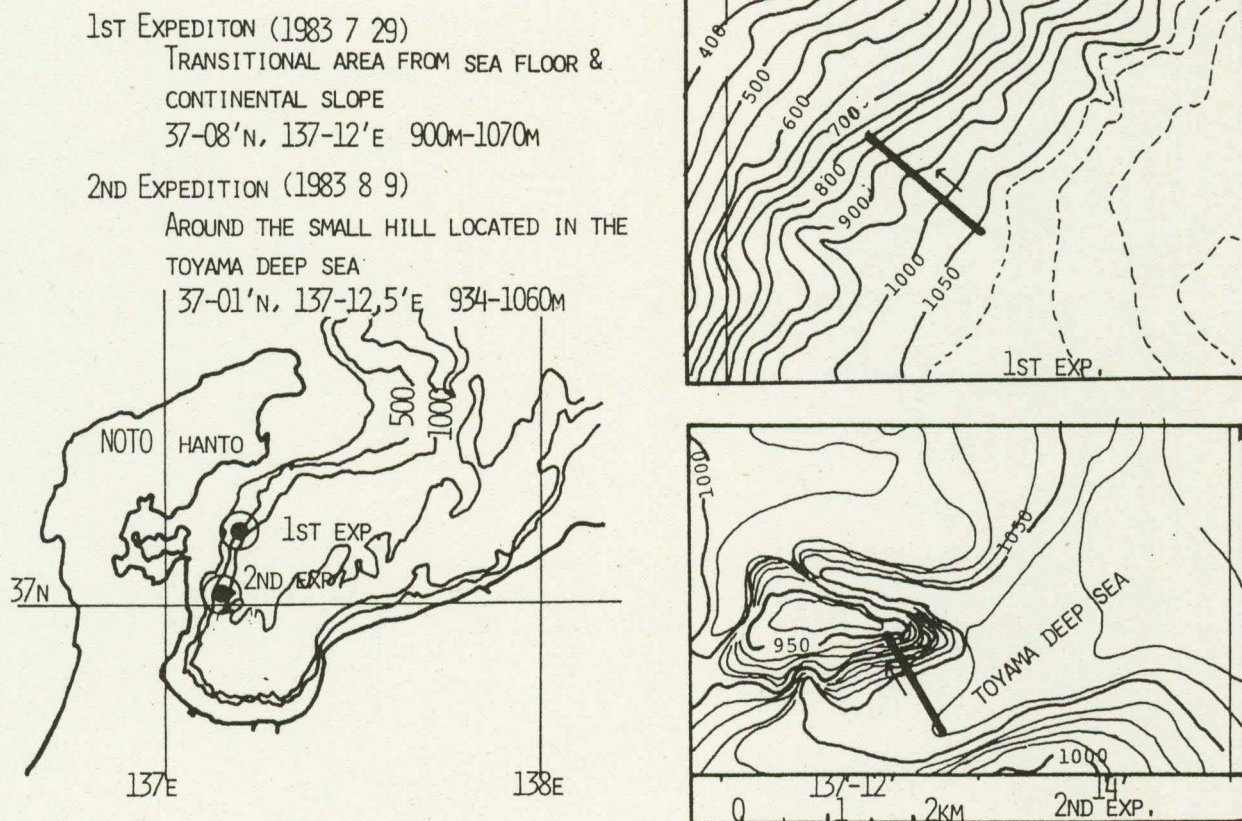 1ST EXPEDITON (1983 7 29)
TRANSITIONAL AREA FROM SEA FLOOR &
CONTINENTAL SLOPE
37-08'N, 137-12'E 900M-1070M
2ND EXPEDITION (1983 8 9)
AROUND THE SMALL HILL LOCATED IN THE
TOYAMA DEEP SEA
37-01'N, 137-12,5'E 934-1060M
500
1000
NOTO HANTO
1ST EXP.
2ND EXP.
37N
137E
138E
400
500
600
700
800
900
1000
1050
1ST EXP.
1000
1050
950
TOYAMA DEEP SEA
1000
137-12'
14'
0 1 2KM
2ND EXP.